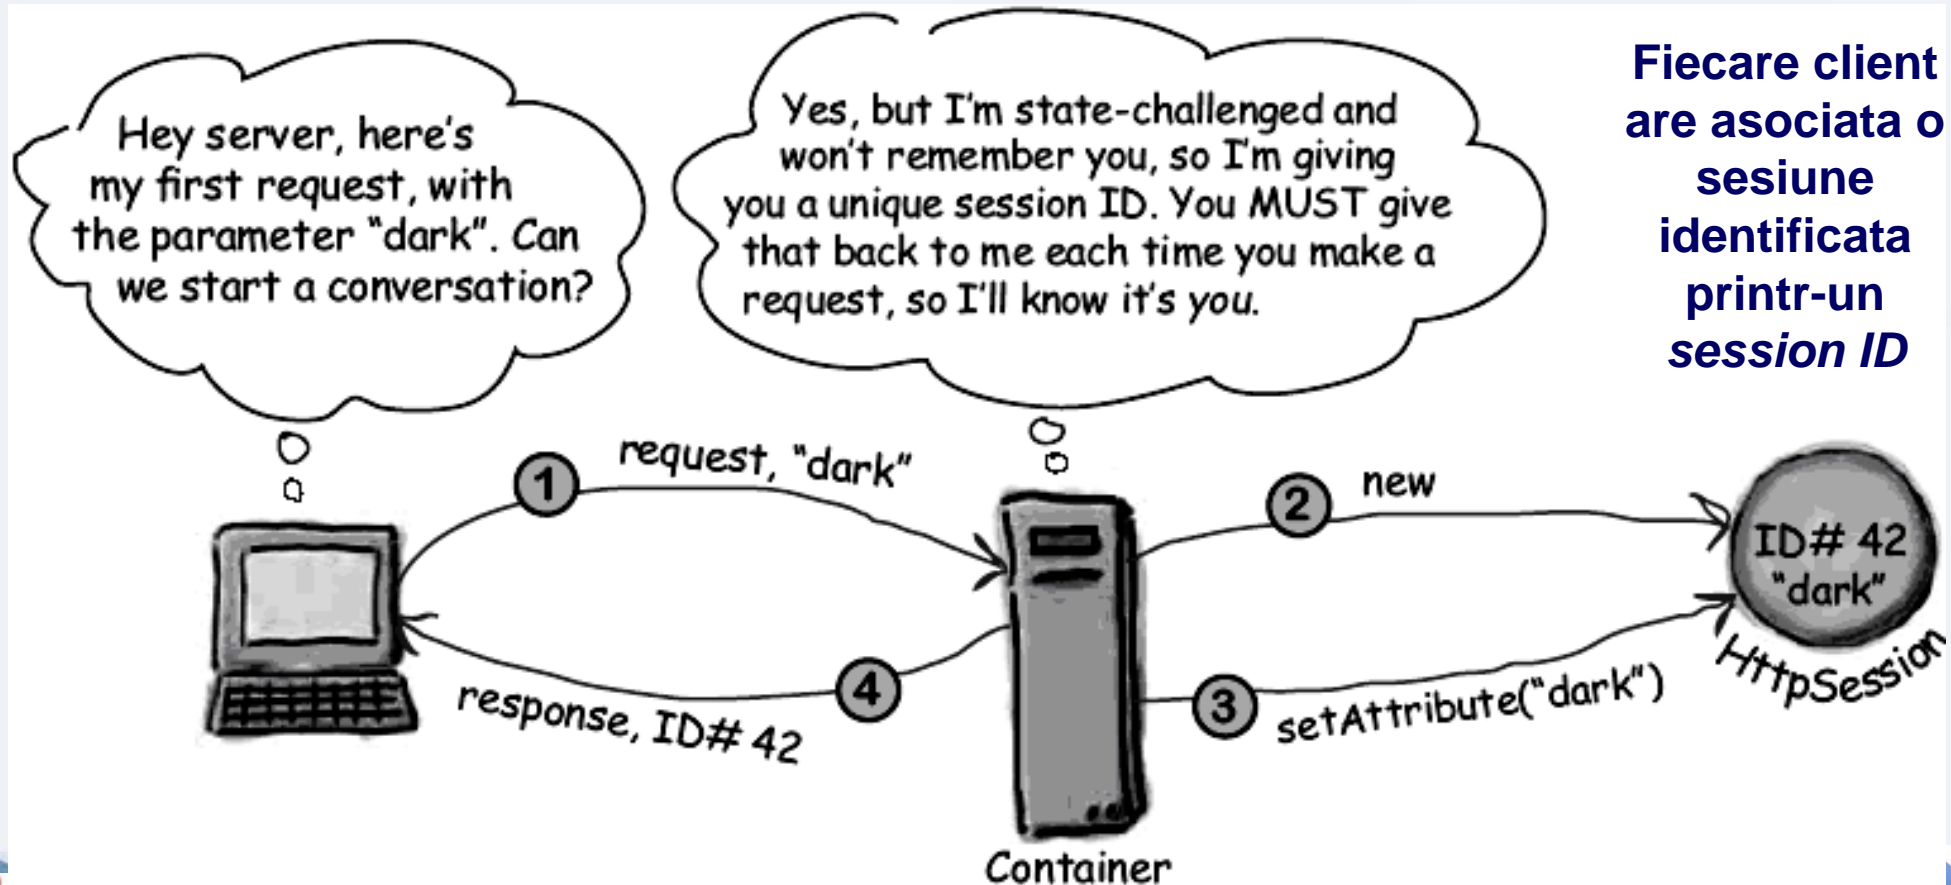 Hey server, here's
my first request, with
the parameter "dark". Can
we start a conversation?
Yes, but I'm state-challenged and
won't remember you, so I'm giving
you a unique session ID. You MUST give
that back to me each time you make a
request, so I'll know it's you.
Fiecare client
are asociata o
sesiune
identificata
printr-un
session ID
1
request, "dark"
2
new
ID# 42
"dark"
HttpSession
3
setAttribute("dark")
4
response, ID# 42
Container